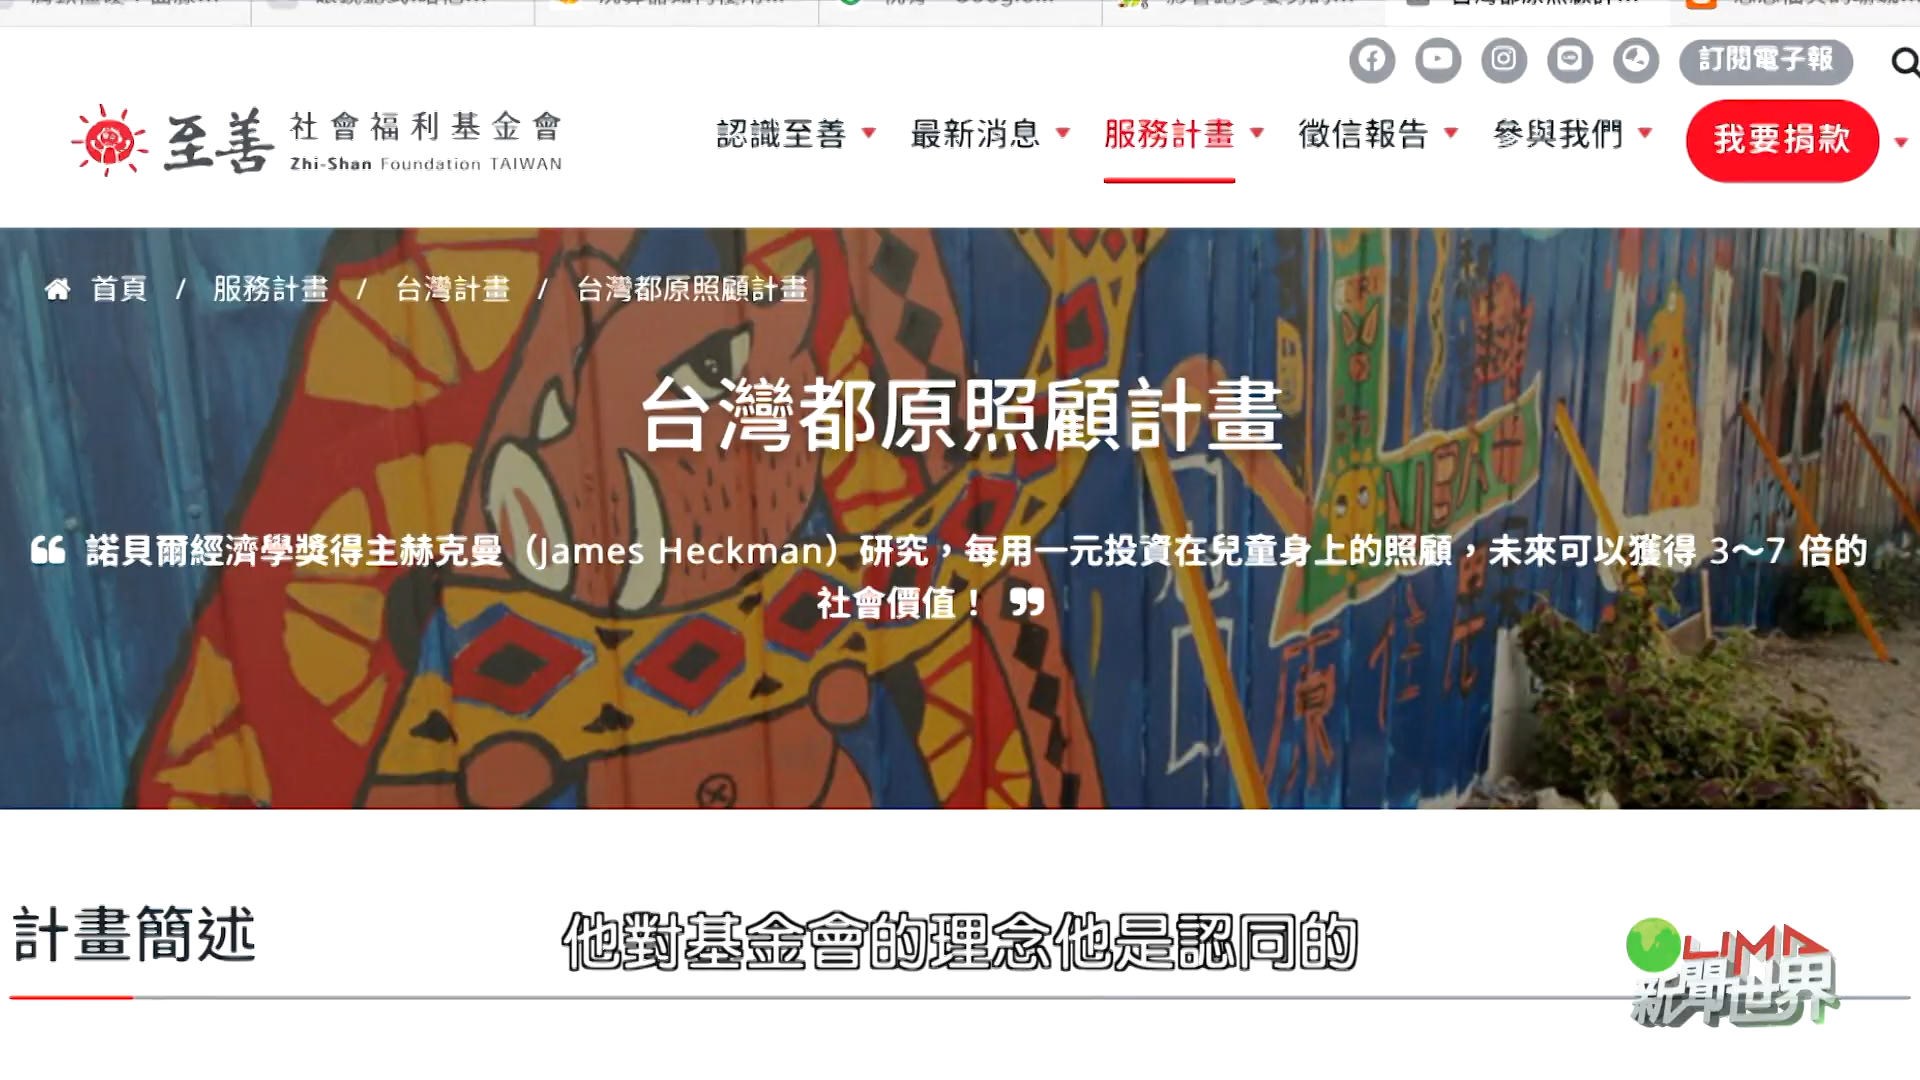 訂閱電子報
至善 社會福利基金會
Zhi-Shan Foundation TAIWAN
認識至善 最新消息 服務計畫 徵信報告 參與我們 我要捐款
首頁 / 服務計畫 / 台灣計畫 / 台灣都原照顧計畫
台灣都原照顧計畫
諾貝爾經濟學獎得主赫克曼（James Heckman）研究，每用一元投資在兒童身上的照顧，未來可以獲得 3～7 倍的
社會價值！
原住民
計畫簡述
他對基金會的理念他是認同的
LIMA
新聞世界